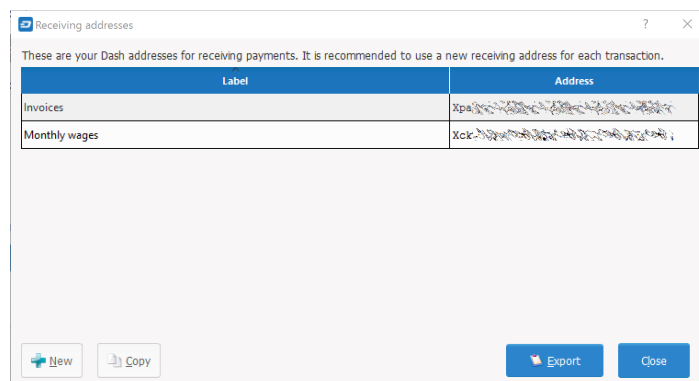 Receiving addresses
These are your Dash addresses for receiving payments. It is recommended to use a new receiving address for each transaction.
Label Address
Invoices Xpa
Monthly wages Xck
New Copy Export Close